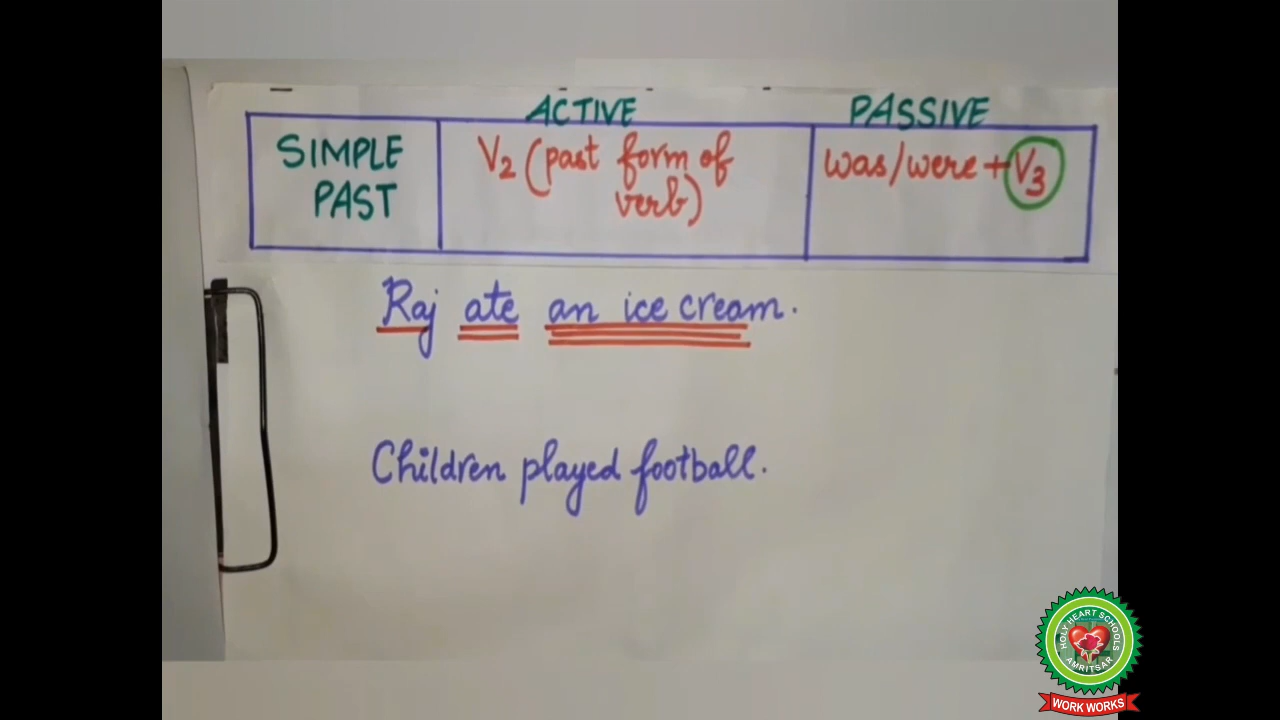 ACTIVE PASSIVE
SIMPLE PAST
V2 (past form of verb)
was/were + V3
Raj ate an ice cream.
Children played football.
HOLY HEART SCHOOLS
AMRITSAR
WORK WORKS